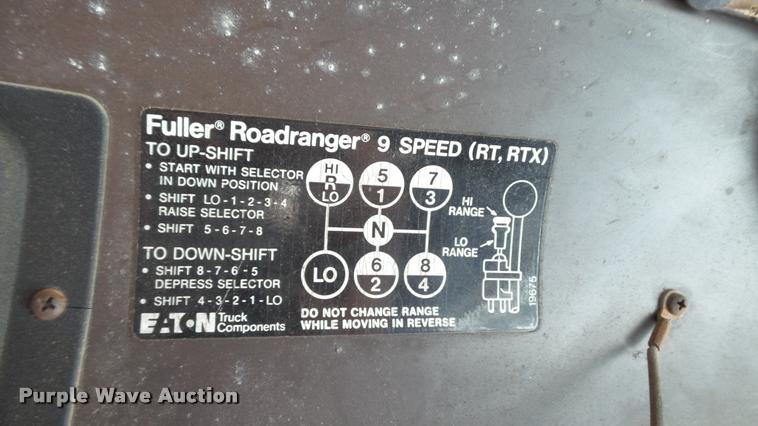 Fuller® Roadranger® 9 SPEED (RT, RTX)
TO UP-SHIFT
• START WITH SELECTOR
IN DOWN POSITION
• SHIFT LO-1-2-3-4
RAISE SELECTOR
• SHIFT 5-6-7-8
TO DOWN-SHIFT
• SHIFT 8-7-6-5
DEPRESS SELECTOR
• SHIFT 4-3-2-1-LO
EATON Truck
Components
HI
R
LO
5
1
7
3
N
LO
6
2
8
4
HI
RANGE
LO
RANGE
19675
DO NOT CHANGE RANGE
WHILE MOVING IN REVERSE
Purple Wave Auction